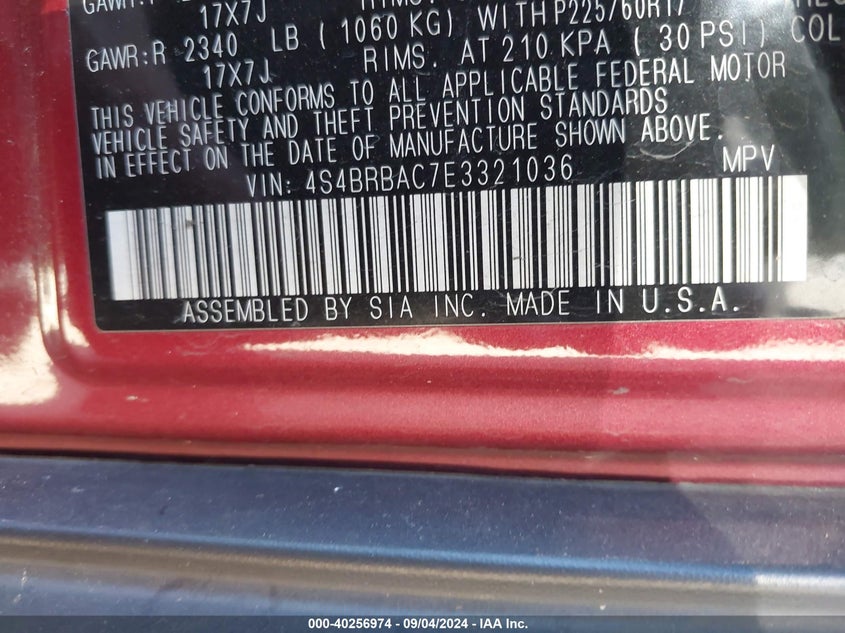 17X7J
GAWR:R 2340 LB ( 1060 KG) WITH P225/60R17
17X7J RIMS. AT 210 KPA ( 30 PSI) COL
THIS VEHICLE CONFORMS TO ALL APPLICABLE FEDERAL MOTOR
VEHICLE SAFETY AND THEFT PREVENTION STANDARDS
IN EFFECT ON THE DATE OF MANUFACTURE SHOWN ABOVE.
VIN: 4S4BRBAC7E3321036 MPV
ASSEMBLED BY SIA INC. MADE IN U.S.A.
000-40256974 - 09/04/2024 - IAA Inc.